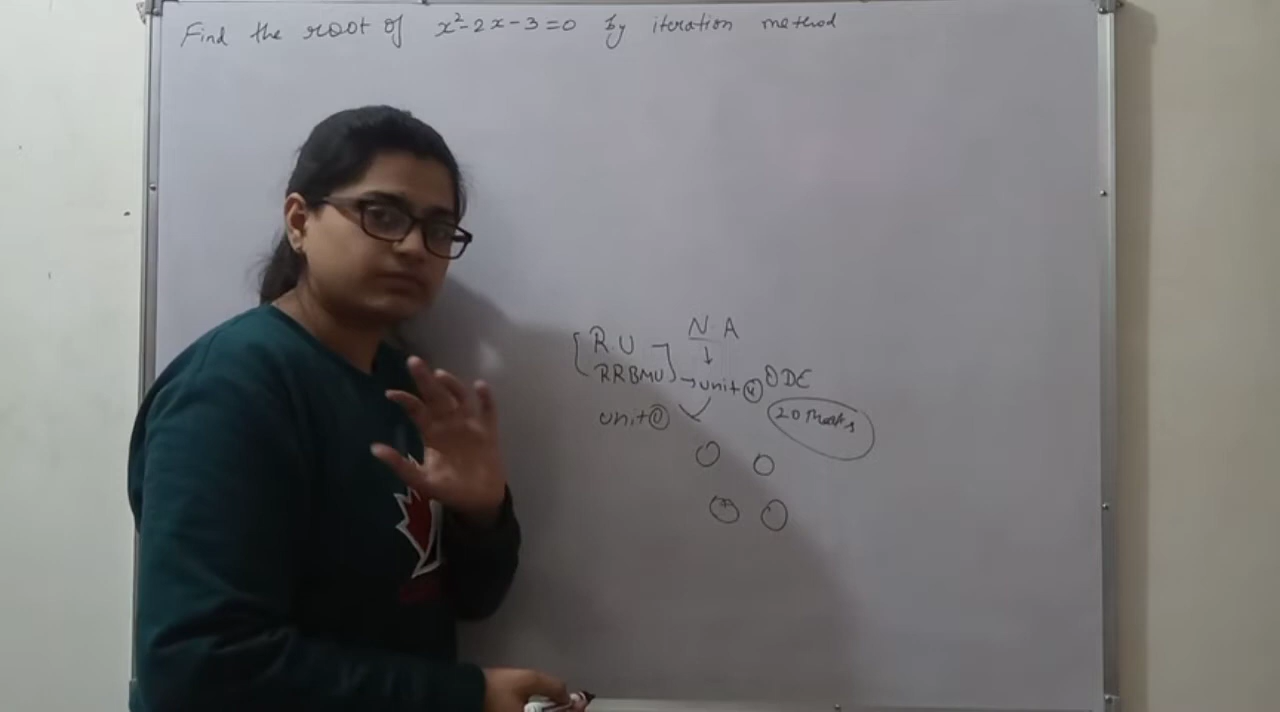 Find the root of x²-2x-3=0 by iteration method
N A
RU
RRBMU → unit ④ ODE
unit ①
20 Marks